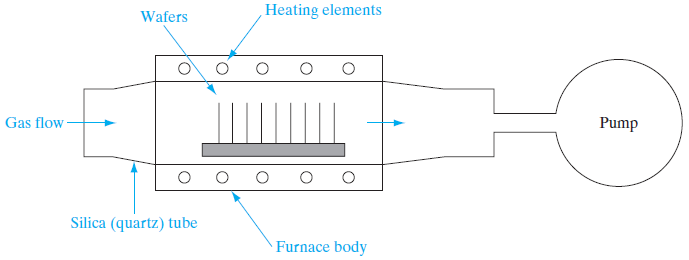 Wafers
Heating elements
Gas flow
Pump
Silica (quartz) tube
Furnace body